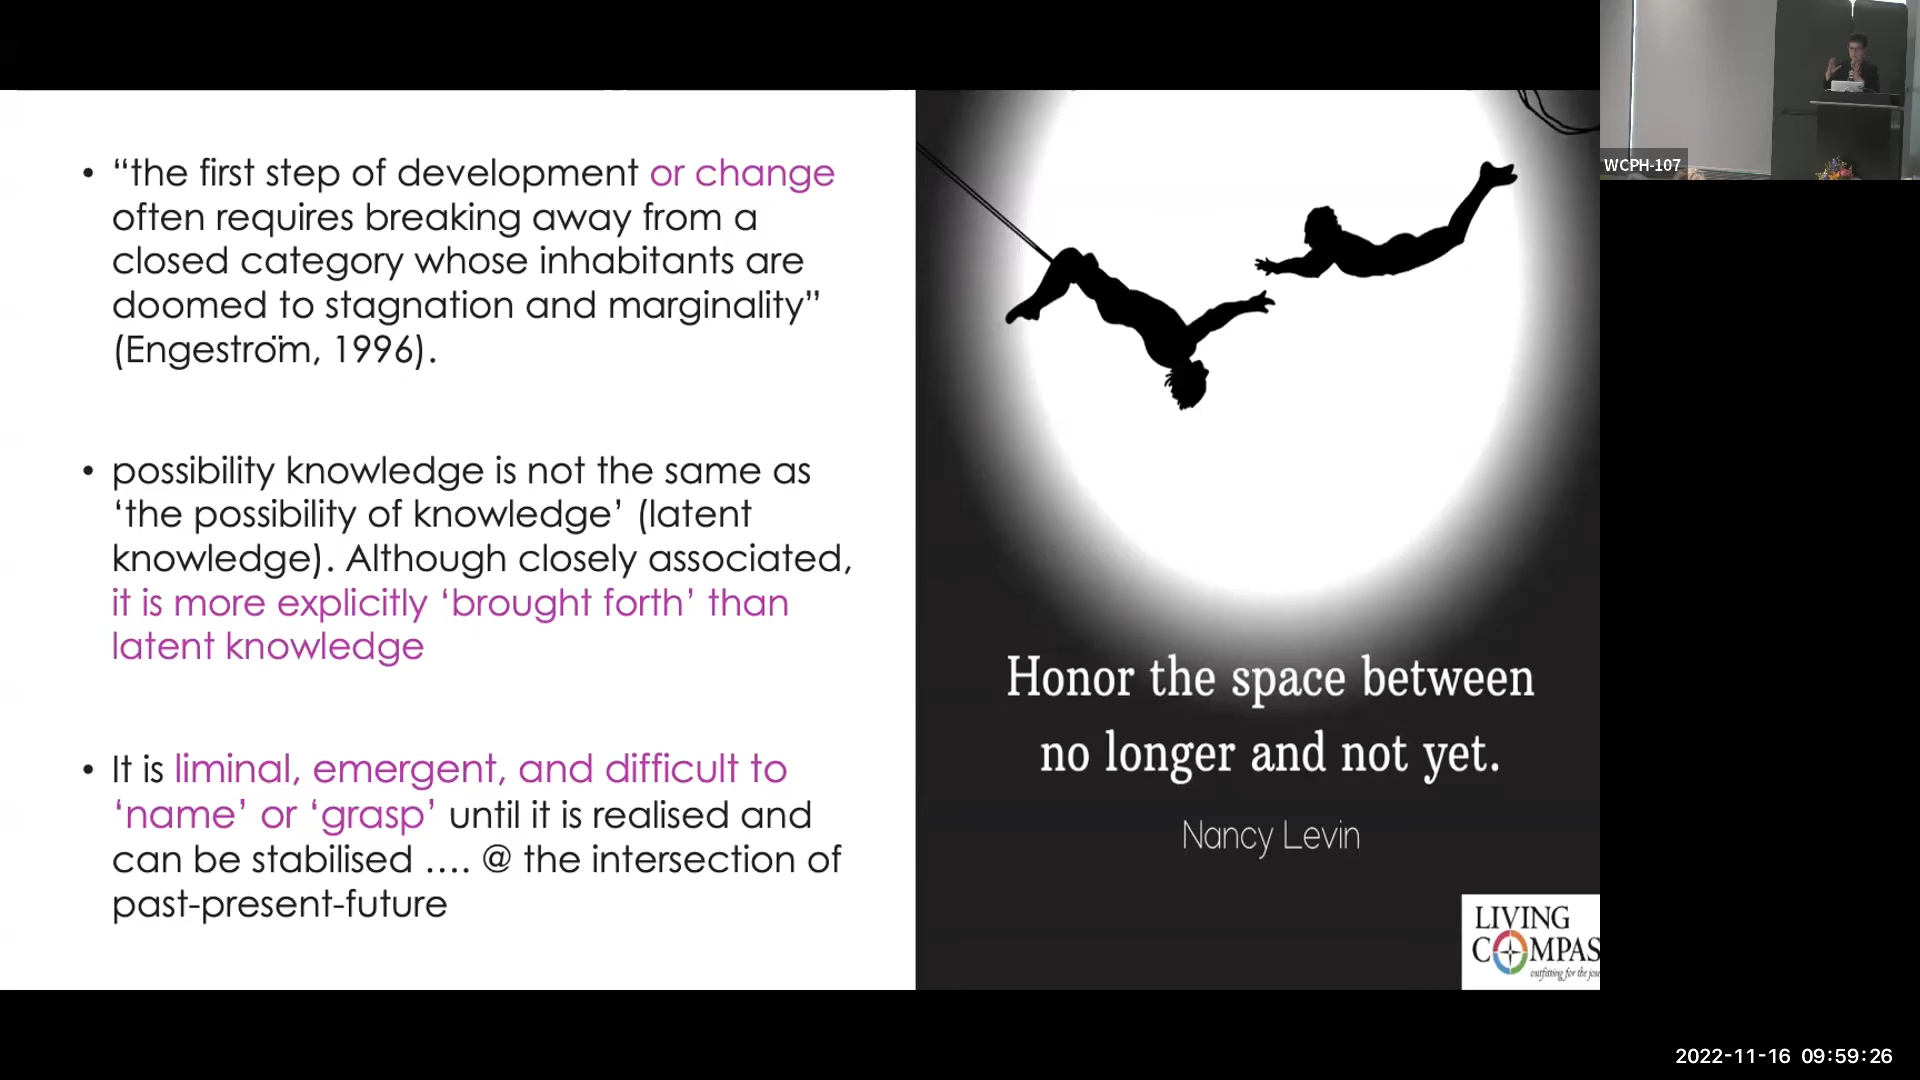 • “the first step of development or change
often requires breaking away from a
closed category whose inhabitants are
doomed to stagnation and marginality”
(Engeström, 1996).
• possibility knowledge is not the same as
‘the possibility of knowledge’ (latent
knowledge). Although closely associated,
it is more explicitly ‘brought forth’ than
latent knowledge
• It is liminal, emergent, and difficult to
‘name’ or ‘grasp’ until it is realised and
can be stabilised .... @ the intersection of
past-present-future
Honor the space between
no longer and not yet.
Nancy Levin
LIVING
COMPAS
outfitting for the jou
WCPH-107
2022-11-16 09:59:26